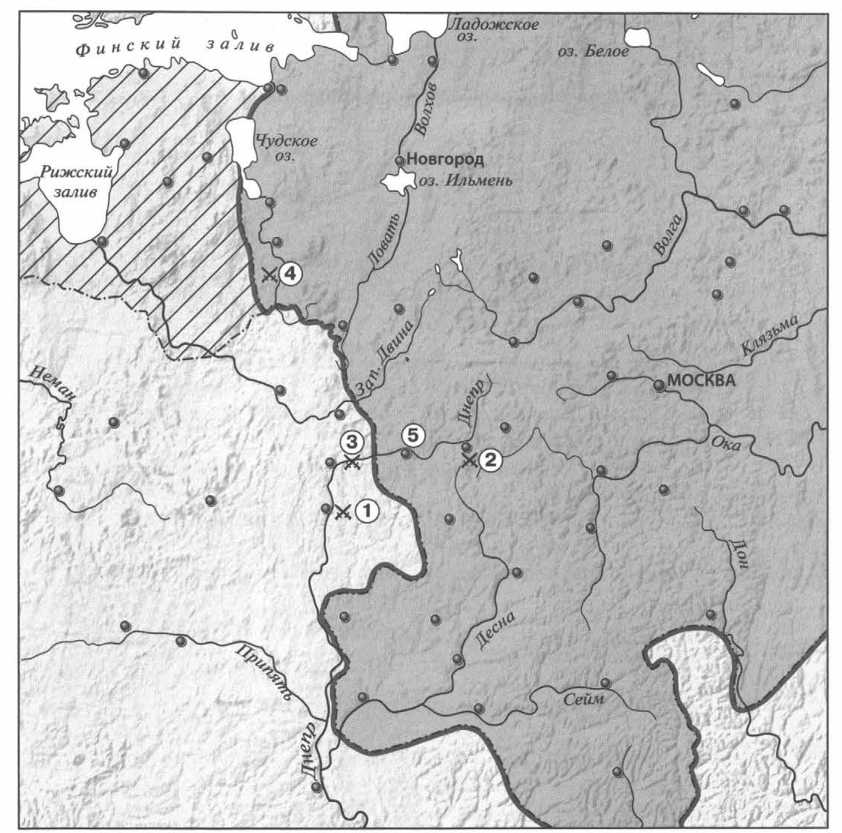 Ладожское
оз.
Финский залив
оз. Белое
Волхов
Чудское
оз.
Новгород
оз. Ильмень
Рижский
залив
Ловать
Волга
4
Зап. Двина
Клязьма
Неман
Днепр
МОСКВА
5
3
2
Ока
1
Дон
Десна
Припять
Сейм
Днепр